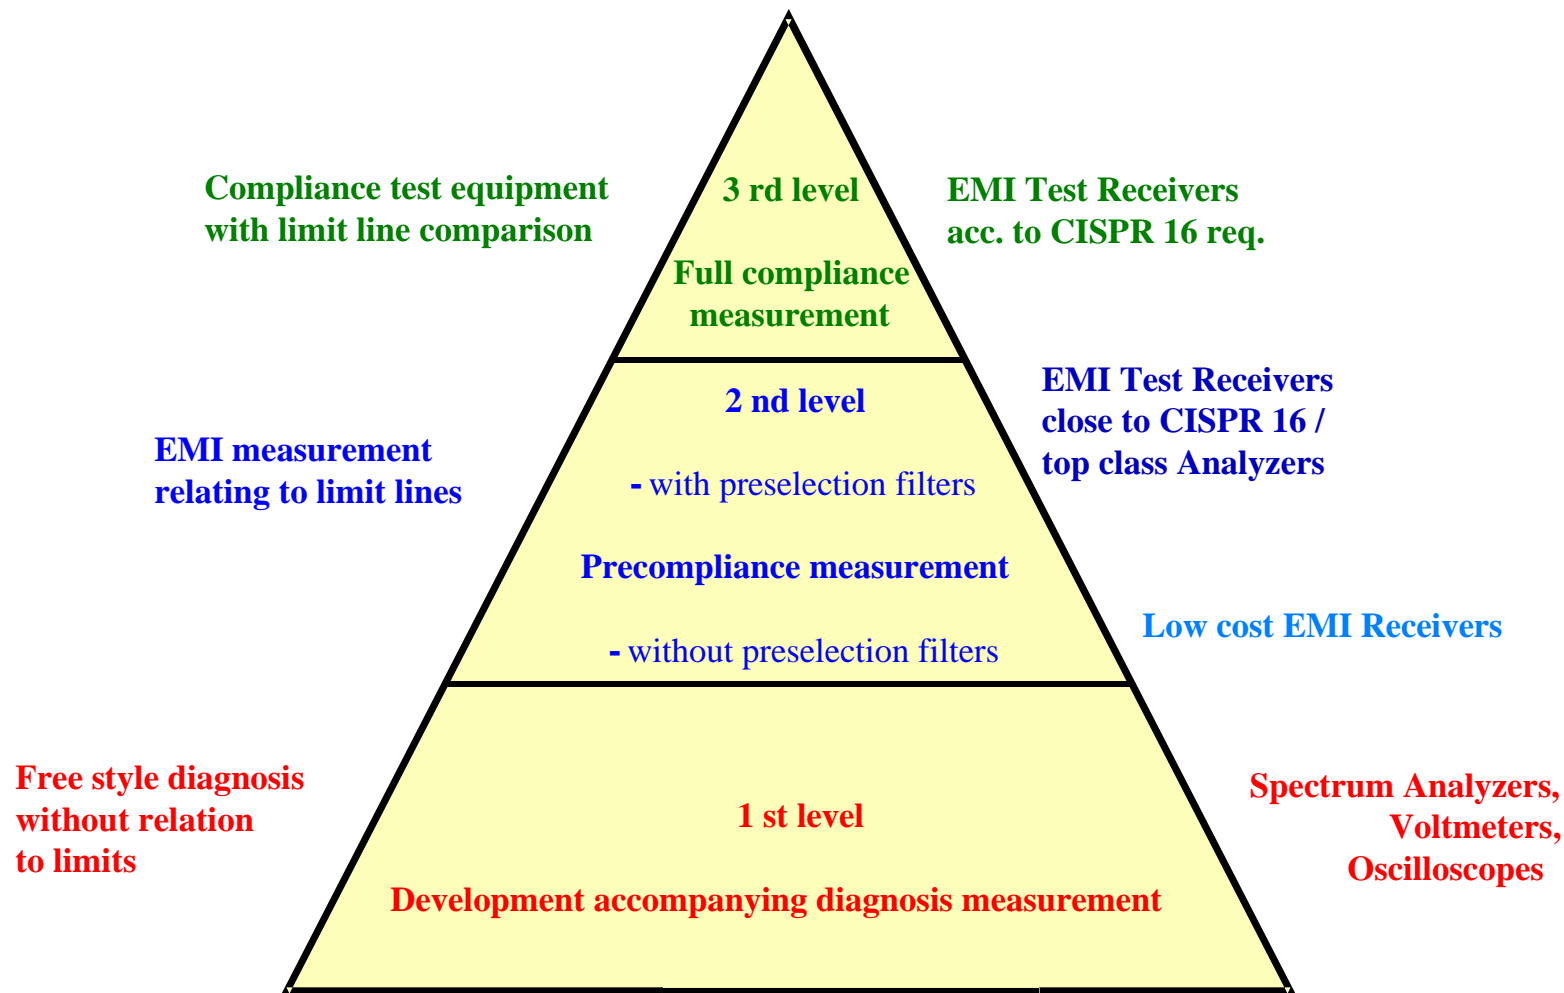 Compliance test equipment
with limit line comparison
3 rd level
Full compliance
measurement
EMI Test Receivers
acc. to CISPR 16 req.
EMI measurement
relating to limit lines
2 nd level
- with preselection filters
Precompliance measurement
- without preselection filters
EMI Test Receivers
close to CISPR 16 /
top class Analyzers
Low cost EMI Receivers
Free style diagnosis
without relation
to limits
1 st level
Development accompanying diagnosis measurement
Spectrum Analyzers,
Voltmeters,
Oscilloscopes